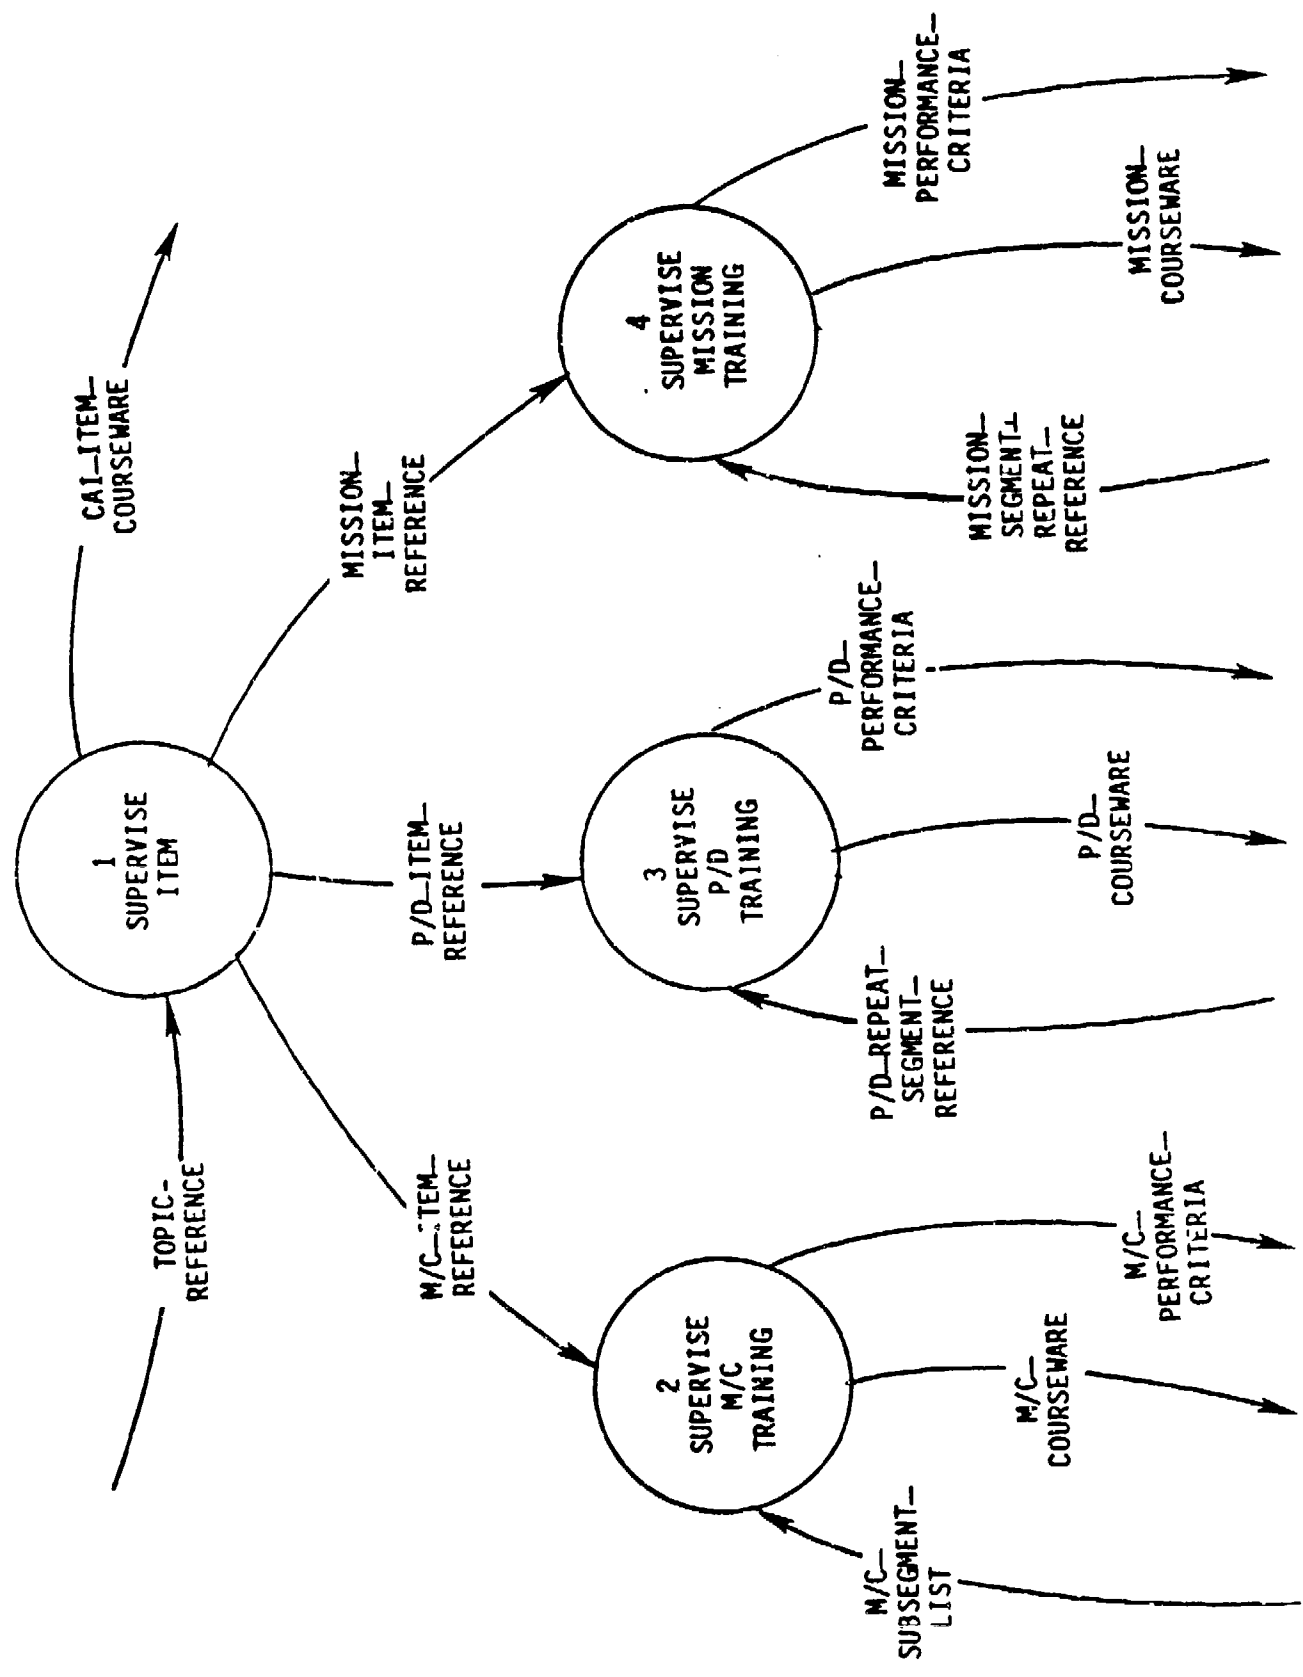 CAI_ITEM_
COURSEWARE
1
SUPERVISE
ITEM
TOPIC-
REFERENCE
MISSION_
ITEM_
REFERENCE
P/D_ITEM_
REFERENCE
M/C_ITEM_
REFERENCE
2
SUPERVISE
M/C
TRAINING
3
SUPERVISE
P/D
TRAINING
4
SUPERVISE
MISSION
TRAINING
M/C_
SUBSEGMENT_
LIST
M/C_
COURSEWARE
M/C_
PERFORMANCE_
CRITERIA
P/D_REPEAT_
SEGMENT_
REFERENCE
P/D_
COURSEWARE
P/D_
PERFORMANCE_
CRITERIA
MISSION_
SEGMENT_
REPEAT_
REFERENCE
MISSION_
COURSEWARE
MISSION_
PERFORMANCE_
CRITERIA